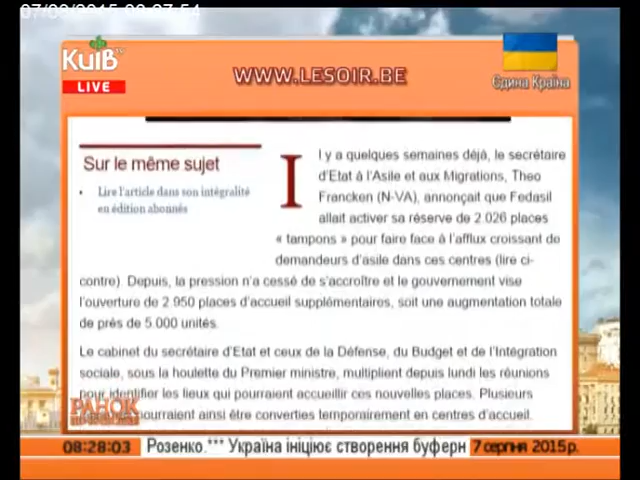 Київ TV
LIVE
WWW.LESOIR.BE
Єдина Країна
Sur le même sujet
• Lire l'article dans son intégralité
en édition abonnés
Il y a quelques semaines déjà, le secrétaire
d'Etat à l'Asile et aux Migrations, Theo
Francken (N-VA), annonçait que Fedasil
allait activer sa réserve de 2.026 places
« tampons » pour faire face à l'afflux croissant de
demandeurs d'asile dans ces centres (lire ci-
contre). Depuis, la pression n'a cessé de s'accroître et le gouvernement vise
l'ouverture de 2.950 places d'accueil supplémentaires, soit une augmentation totale
de près de 5.000 unités.
Le cabinet du secrétaire d'Etat et ceux de la Défense, du Budget et de l'Intégration
sociale, sous la houlette du Premier ministre, multiplient depuis lundi les réunions
pour identifier les lieux qui pourraient accueillir ces nouvelles places. Plusieurs
pourraient ainsi être converties temporairement en centres d'accueil.
РАНОК
08:28:03 Розенко.*** Україна ініціює створення буферн 7 серпня 2015 р.